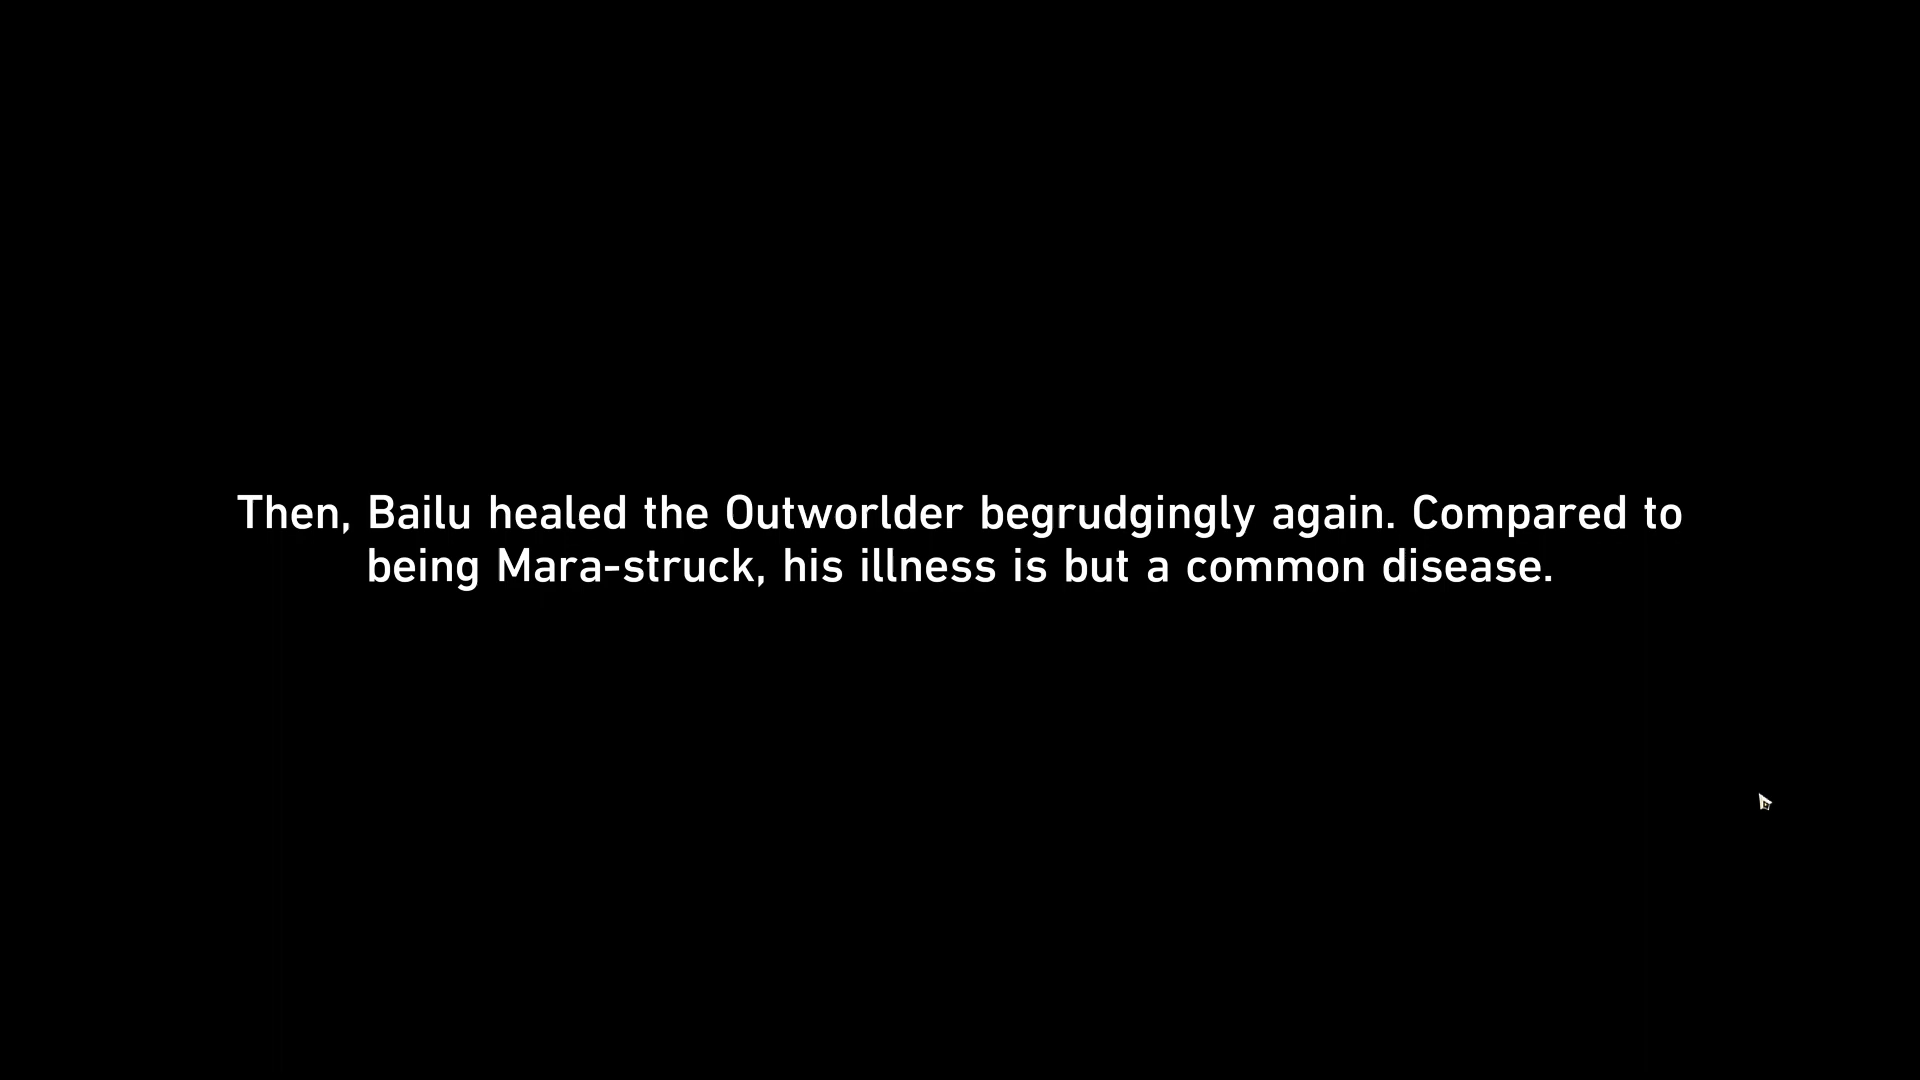 Then, Bailu healed the Outworlder begrudgingly again. Compared to
being Mara-struck, his illness is but a common disease.